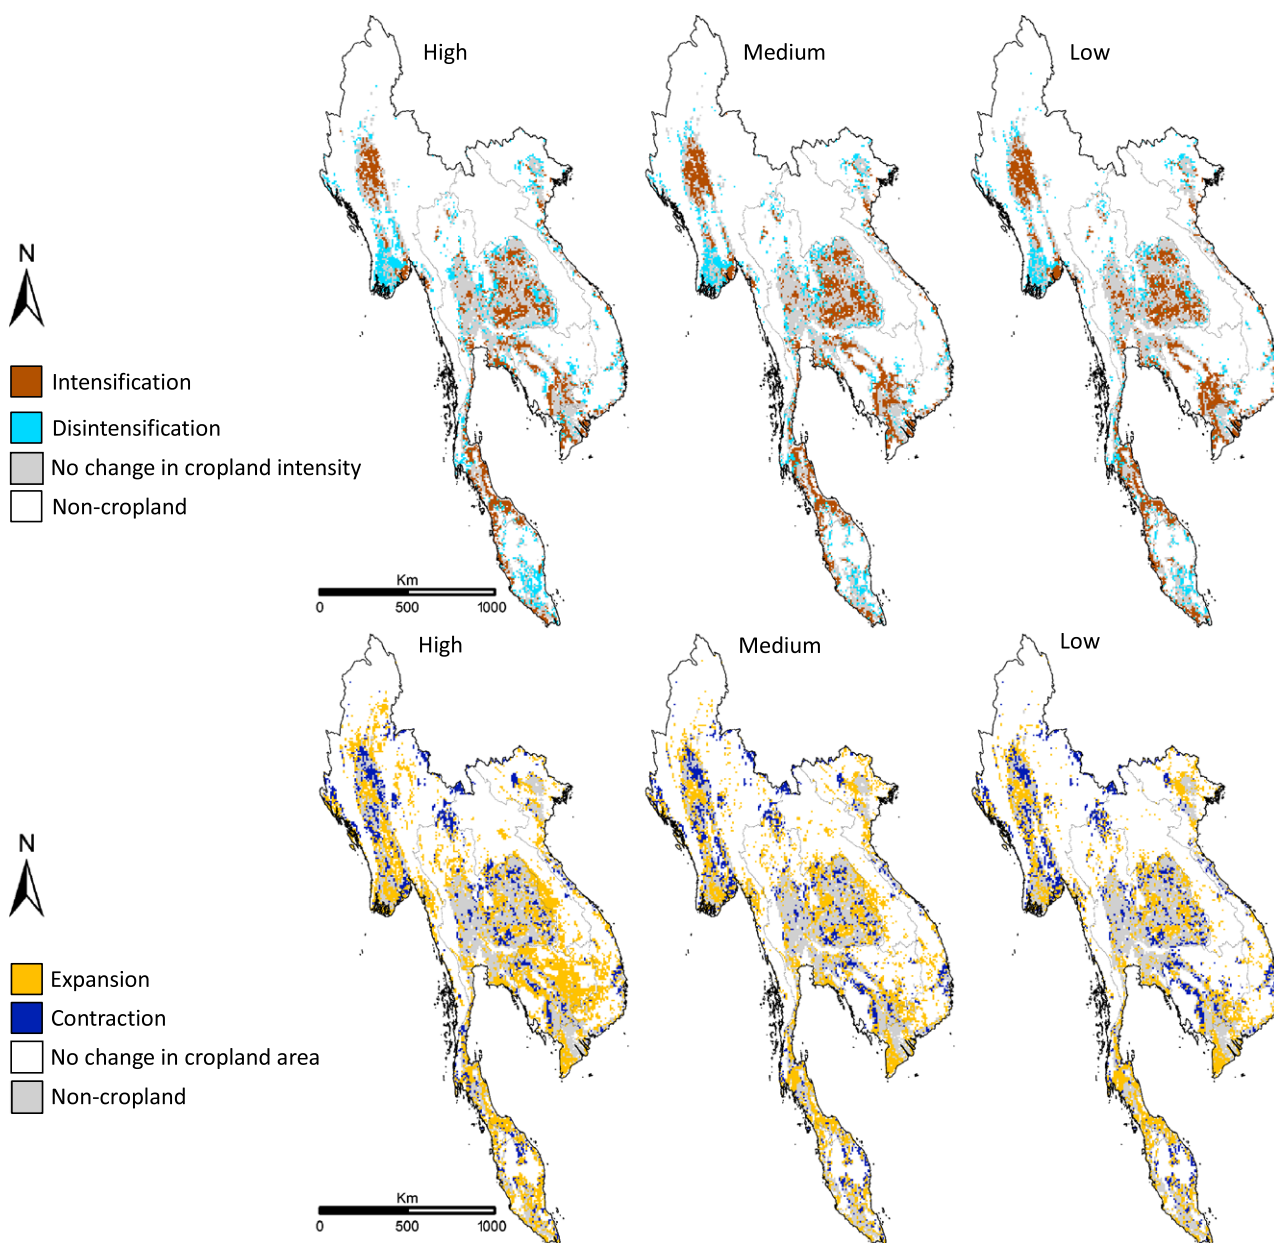 High
Medium
Low
N
Intensification
Disintensification
No change in cropland intensity
Non-cropland
Km
0 500 1000
High
Medium
Low
N
Expansion
Contraction
No change in cropland area
Non-cropland
Km
0 500 1000